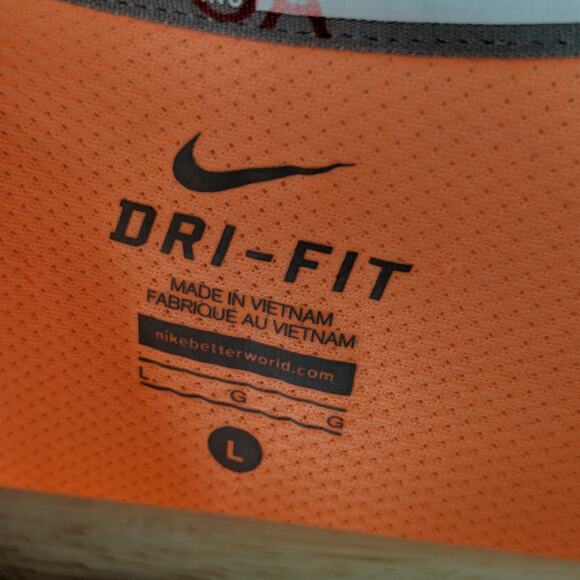 DRI-FIT
MADE IN VIETNAM
FABRIQUÉ AU VIETNAM
nikebetterworld.com
L G G
L